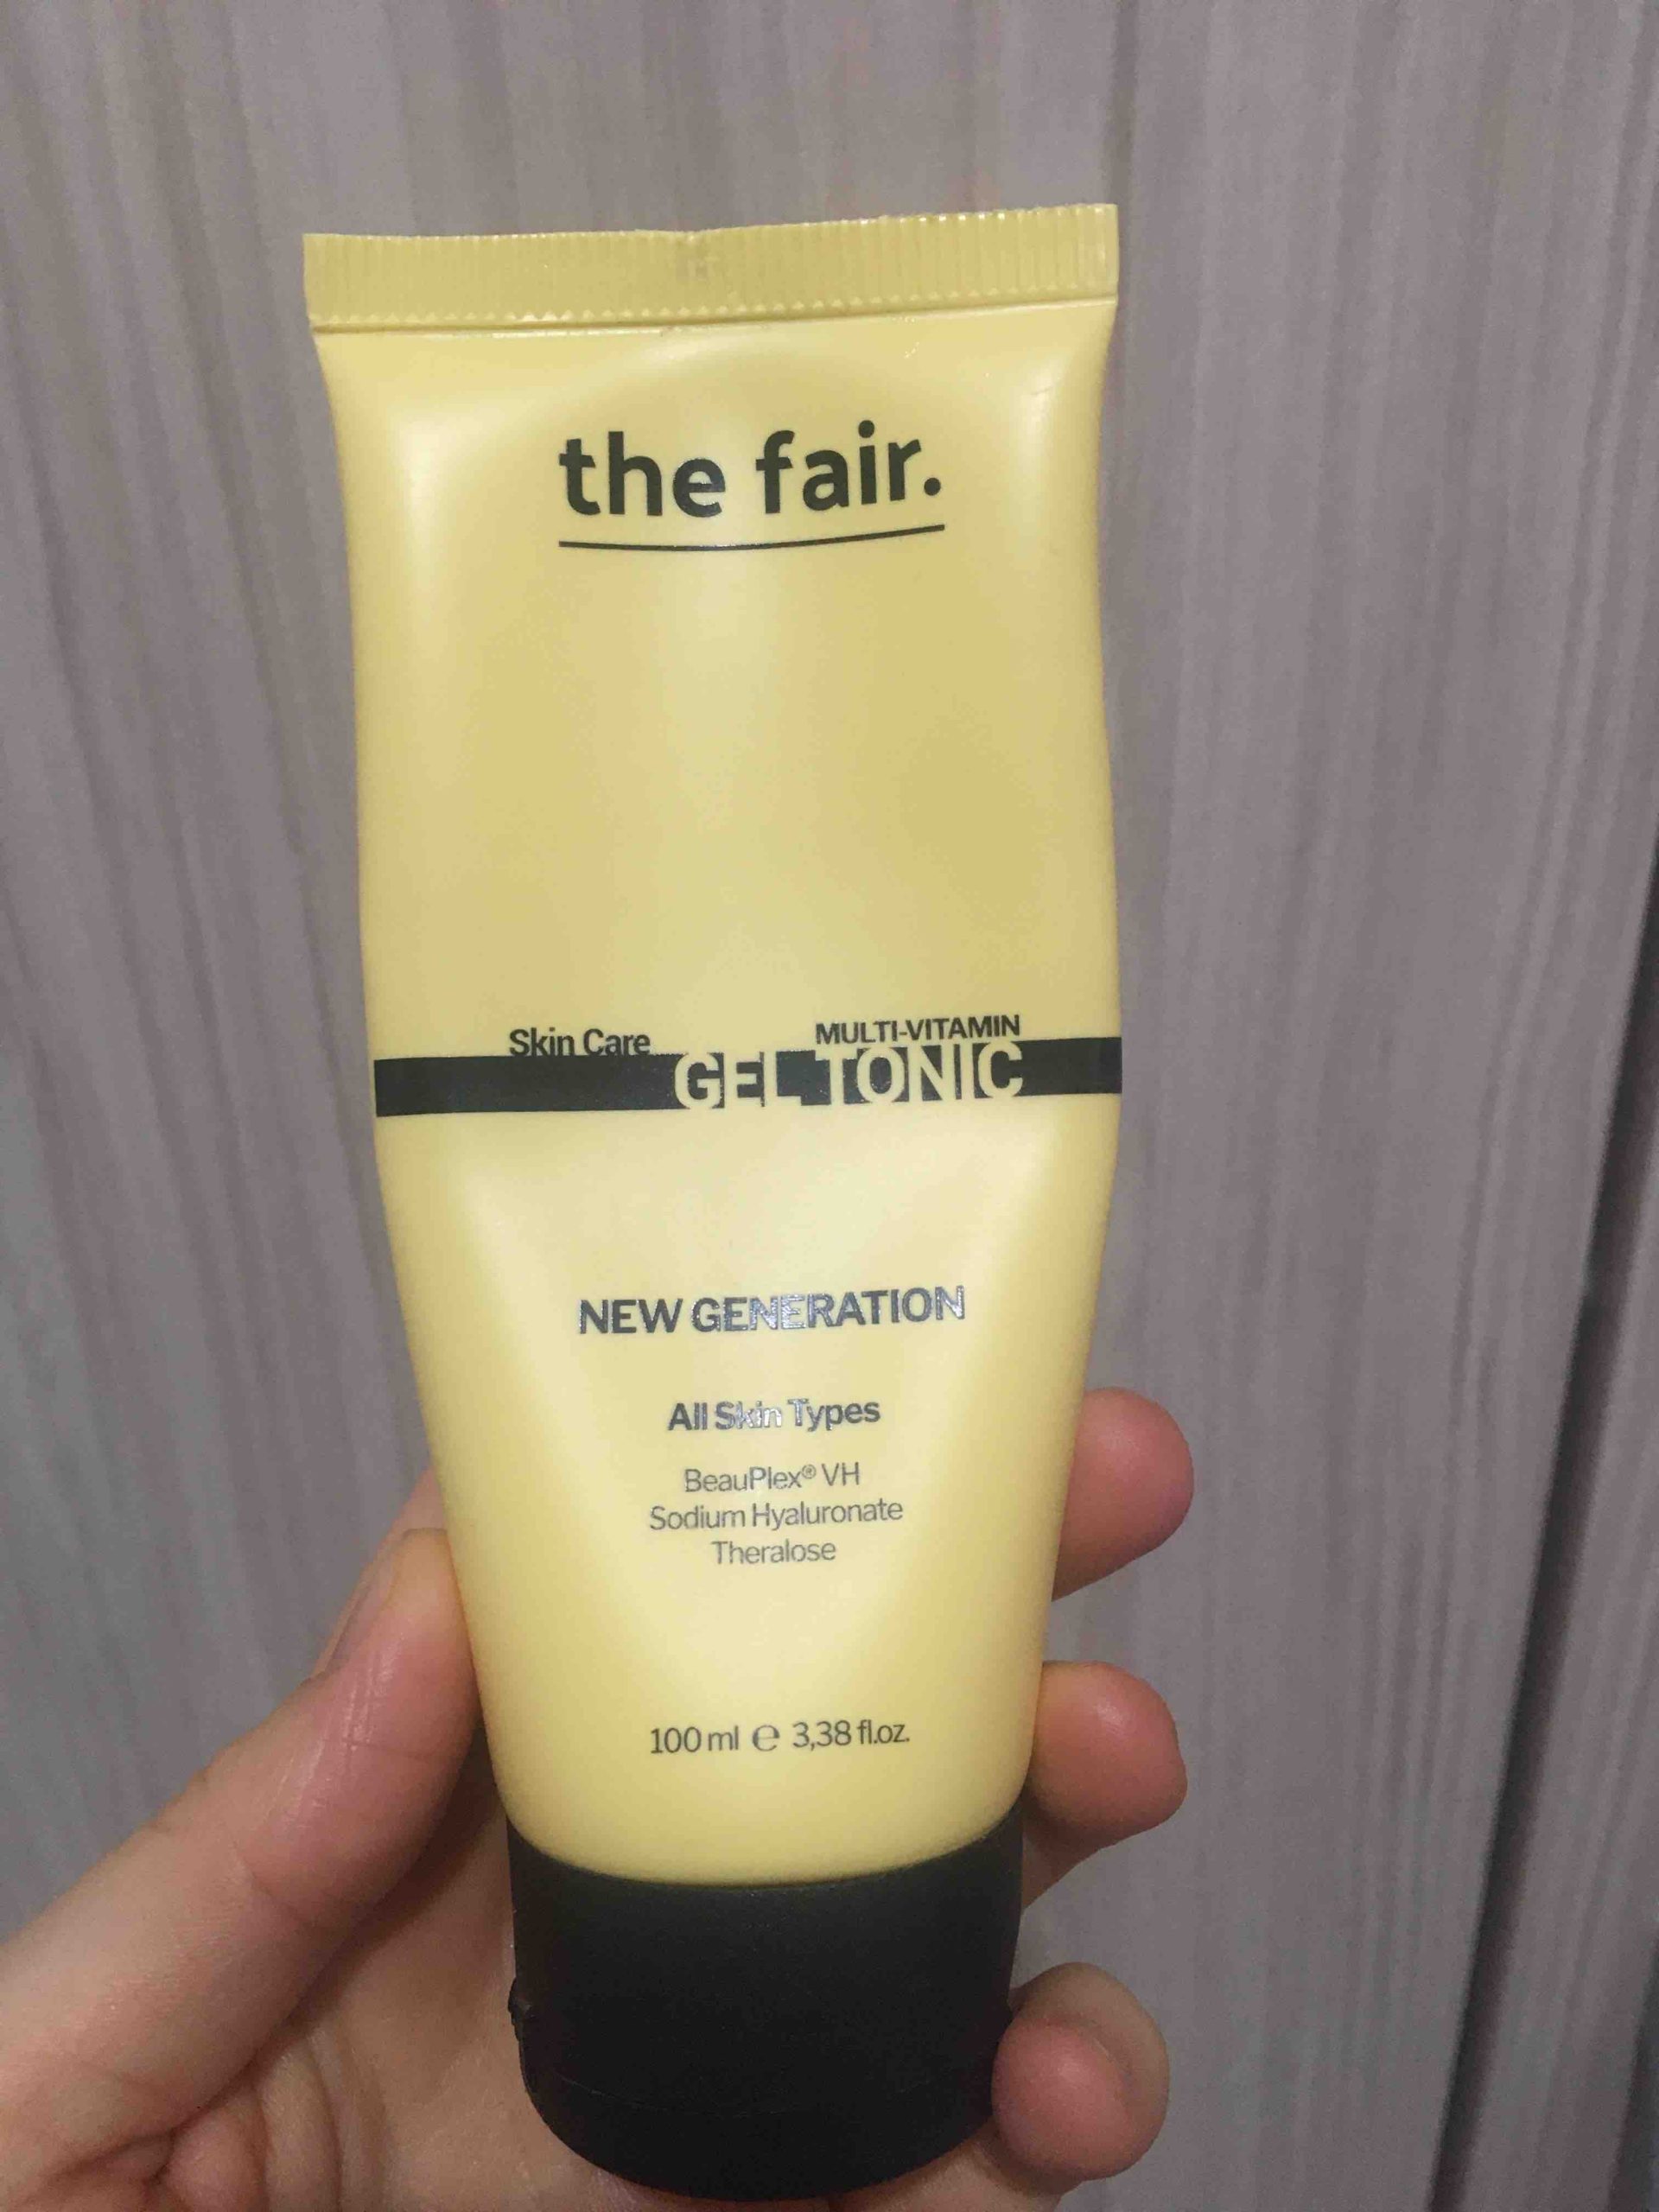 the fair.
Skin Care
MULTI-VITAMIN
GEL TONIC
NEW GENERATION
All Skin Types
BeauPlex® VH
Sodium Hyaluronate
Theralose
100 ml e 3,38 fl.oz.